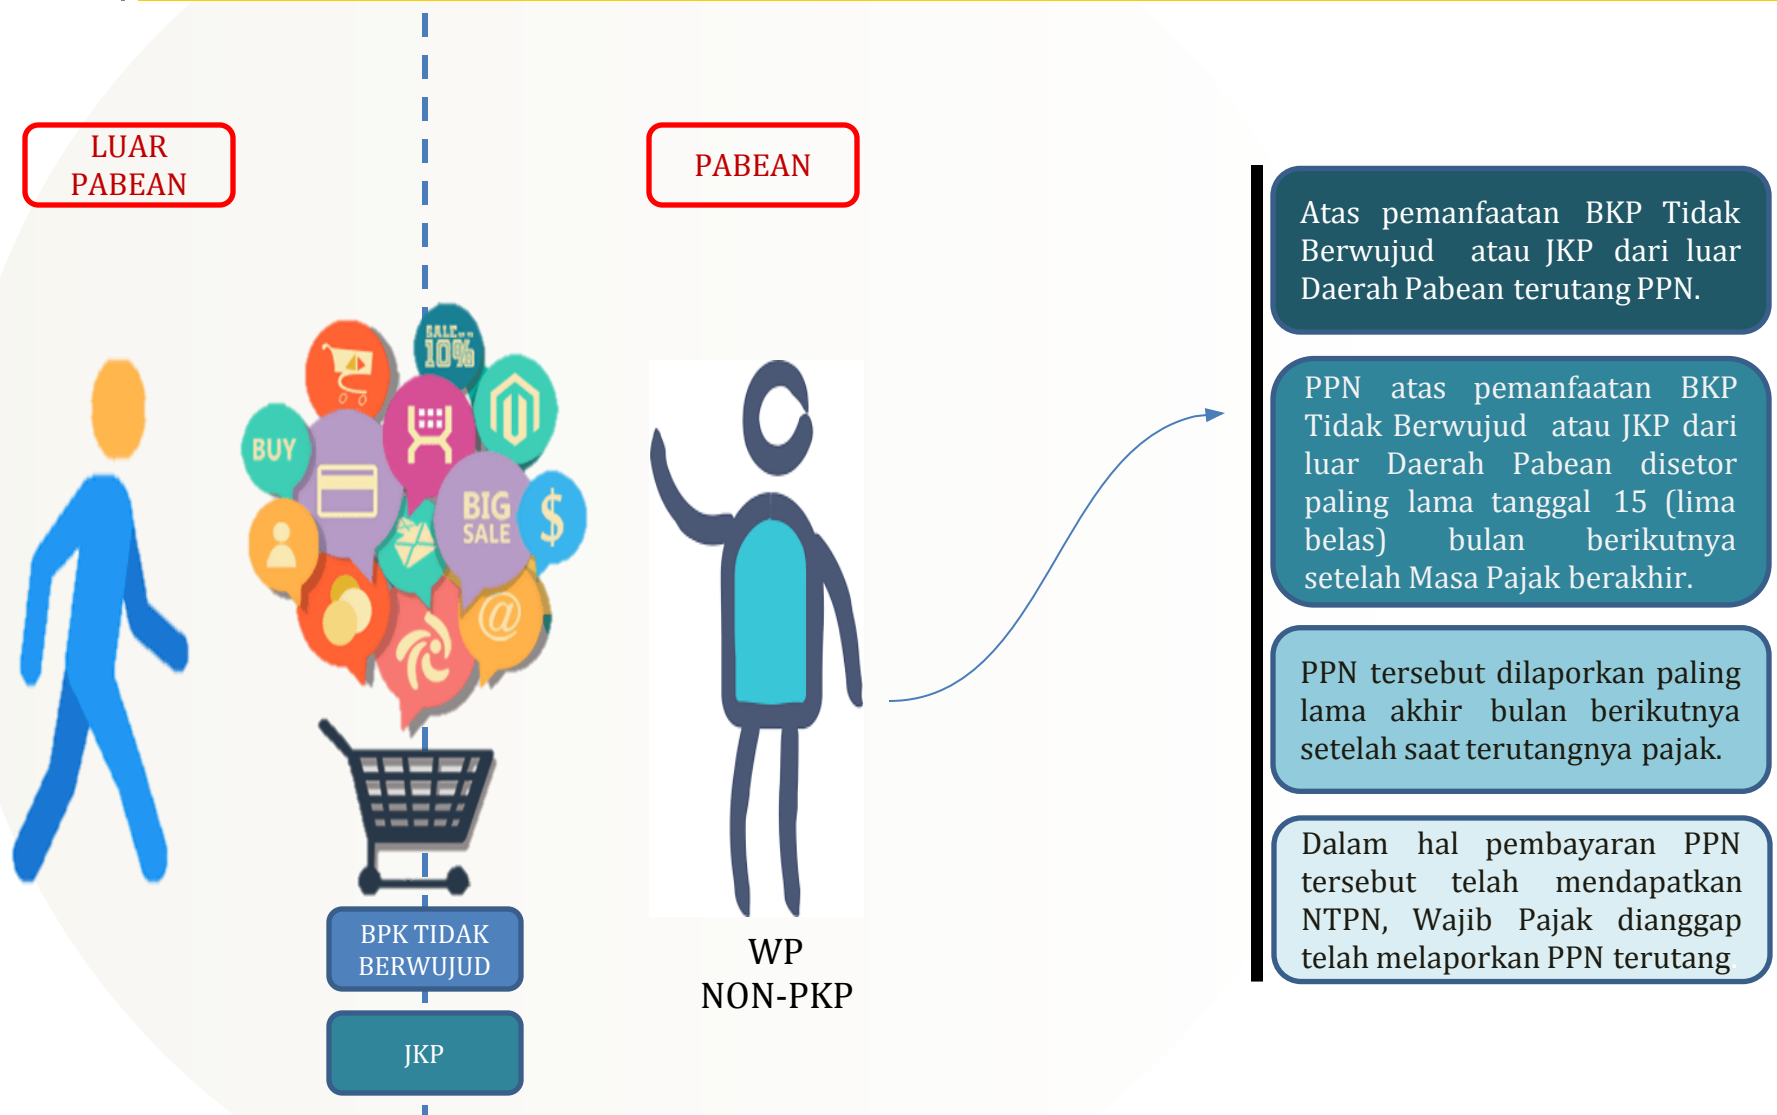 LUAR
PABEAN
PABEAN
SALE
10%
BUY
BIG
SALE
$
@
BPK TIDAK
BERWUJUD
JKP
WP
NON-PKP
Atas pemanfaatan BKP Tidak
Berwujud atau JKP dari luar
Daerah Pabean terutang PPN.
PPN atas pemanfaatan BKP
Tidak Berwujud atau JKP dari
luar Daerah Pabean disetor
paling lama tanggal 15 (lima
belas) bulan berikutnya
setelah Masa Pajak berakhir.
PPN tersebut dilaporkan paling
lama akhir bulan berikutnya
setelah saat terutangnya pajak.
Dalam hal pembayaran PPN
tersebut telah mendapatkan
NTPN, Wajib Pajak dianggap
telah melaporkan PPN terutang